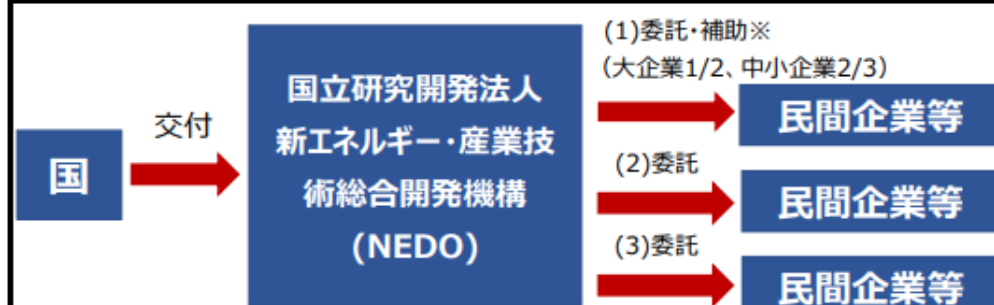 国
交付
国立研究開発法人
新エネルギー・産業技
術総合開発機構
(NEDO)
(1)委託・補助※
（大企業1/2、中小企業2/3）
民間企業等
(2)委託
民間企業等
(3)委託
民間企業等